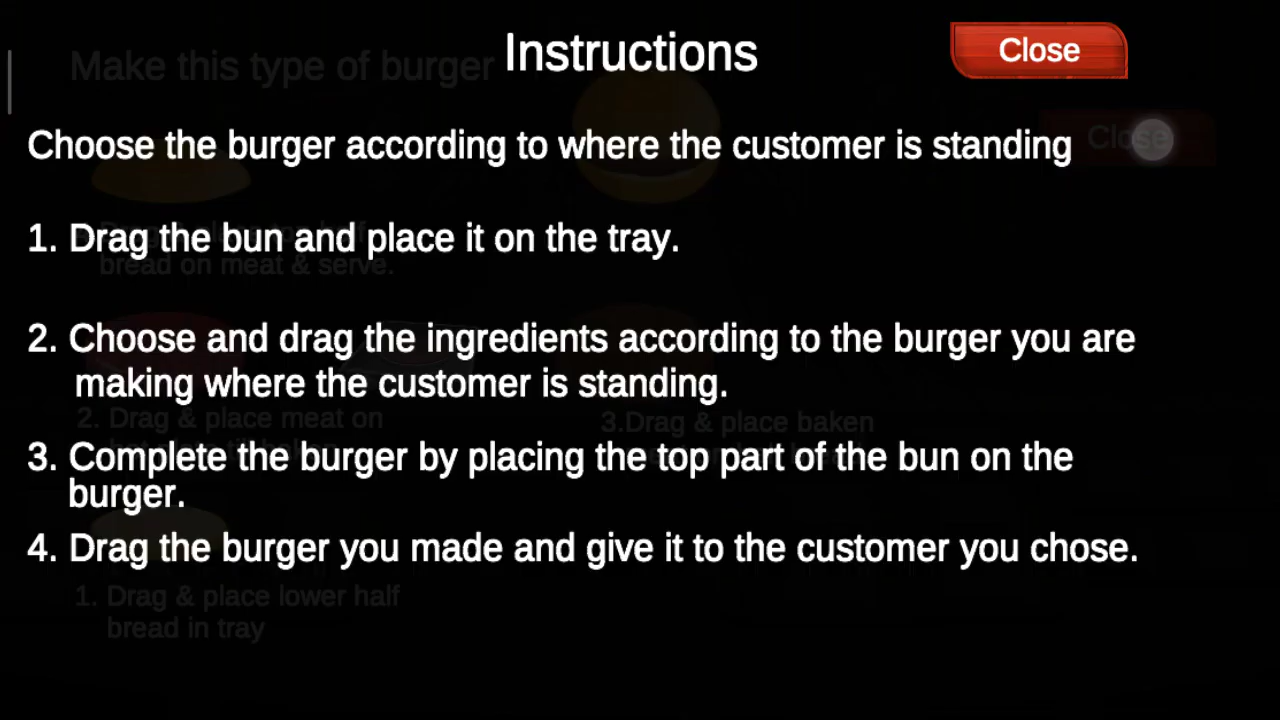 Instructions
Close
Make this type of burger
Close
Choose the burger according to where the customer is standing
1. Drag the bun and place it on the tray.
bread on meat & serve.
2. Choose and drag the ingredients according to the burger you are
making where the customer is standing.
2. Drag & place meat on
3.Drag & place baken
3. Complete the burger by placing the top part of the bun on the
burger.
4. Drag the burger you made and give it to the customer you chose.
1. Drag & place lower half
bread in tray